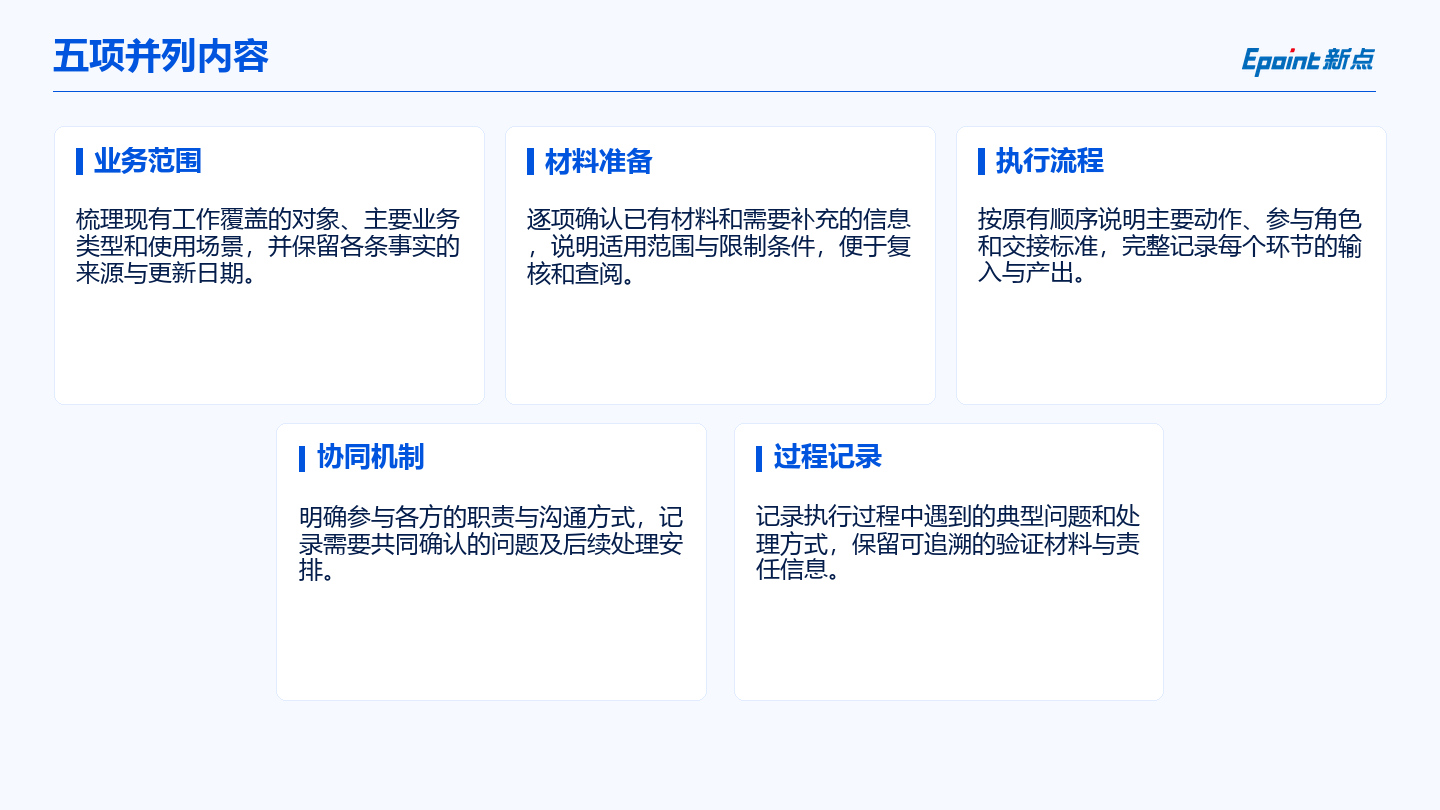 五项并列内容
Epoint新点
业务范围
梳理现有工作覆盖的对象、主要业务
类型和使用场景，并保留各条事实的
来源与更新日期。
材料准备
逐项确认已有材料和需要补充的信息
，说明适用范围与限制条件，便于复
核和查阅。
执行流程
按原有顺序说明主要动作、参与角色
和交接标准，完整记录每个环节的输
入与产出。
协同机制
明确参与各方的职责与沟通方式，记
录需要共同确认的问题及后续处理安
排。
过程记录
记录执行过程中遇到的典型问题和处
理方式，保留可追溯的验证材料与责
任信息。